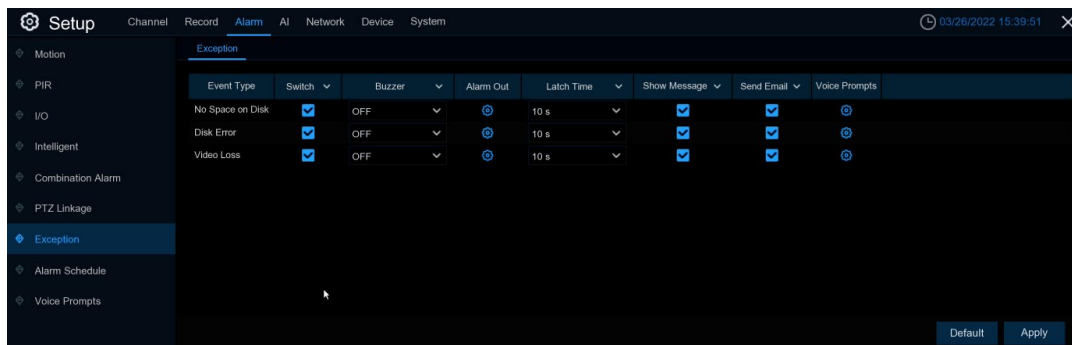 Setup Channel Record Alarm AI Network Device System 03/26/2022 15:39:51
Motion
Exception
PIR
Event Type Switch Buzzer Alarm Out Latch Time Show Message Send Email Voice Prompts
I/O
No Space on Disk OFF 10 s
Disk Error OFF 10 s
Intelligent
Video Loss OFF 10 s
Combination Alarm
PTZ Linkage
Exception
Alarm Schedule
Voice Prompts
Default Apply